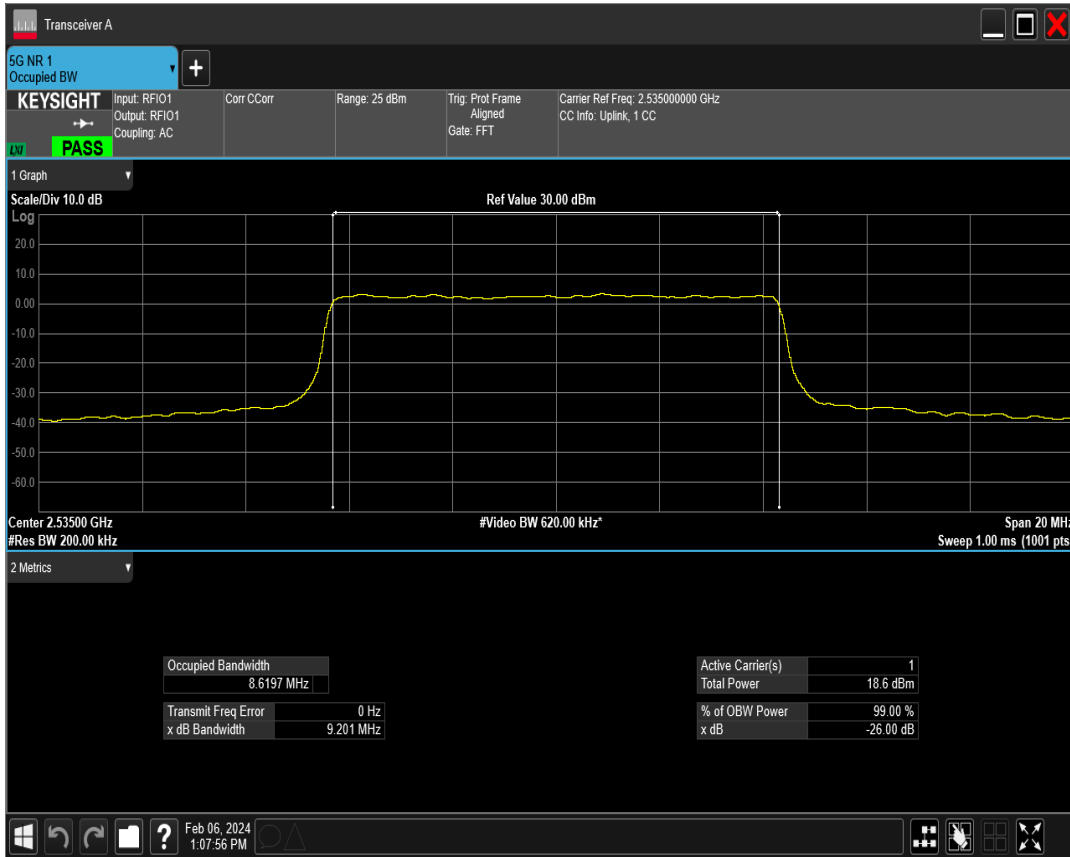 Transceiver A
5G NR 1
Occupied BW
+
KEYSIGHT
LXI
PASS
Input: RFIO1
Output: RFIO1
Coupling: AC
Corr CCorr
Range: 25 dBm
Trig: Prot Frame
Aligned
Gate: FFT
Carrier Ref Freq: 2.535000000 GHz
CC Info: Uplink, 1 CC
1 Graph
Scale/Div 10.0 dB
Ref Value 30.00 dBm
Log
20.0
10.0
0.00
-10.0
-20.0
-30.0
-40.0
-50.0
-60.0
Center 2.53500 GHz
#Video BW 620.00 kHz*
Span 20 MHz
#Res BW 200.00 kHz
Sweep 1.00 ms (1001 pts
2 Metrics
Occupied Bandwidth
8.6197 MHz
Transmit Freq Error 0 Hz
x dB Bandwidth 9.201 MHz
Active Carrier(s) 1
Total Power 18.6 dBm
% of OBW Power 99.00 %
x dB -26.00 dB
?
Feb 06, 2024
1:07:56 PM